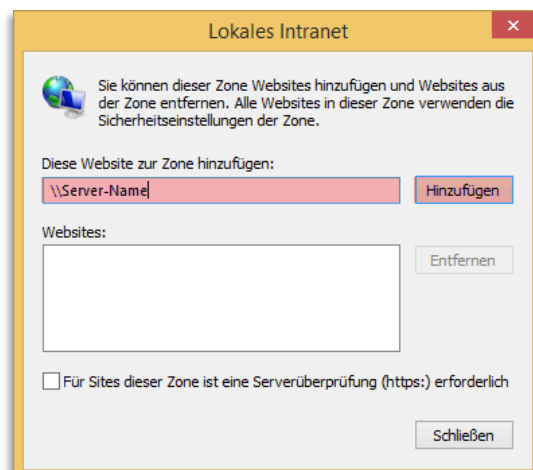 Lokales Intranet
Sie können dieser Zone Websites hinzufügen und Websites aus
der Zone entfernen. Alle Websites in dieser Zone verwenden die
Sicherheitseinstellungen der Zone.
Diese Website zur Zone hinzufügen:
\\Server-Name
Hinzufügen
Websites:
Entfernen
Für Sites dieser Zone ist eine Serverüberprüfung (https:) erforderlich
Schließen